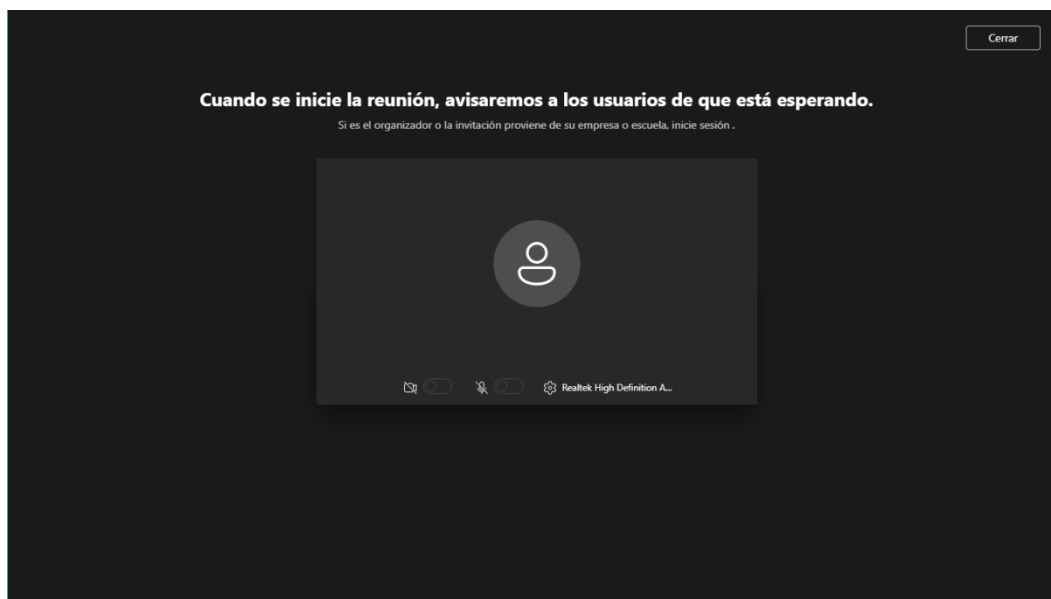 Cerrar
Cuando se inicie la reunión, avisaremos a los usuarios de que está esperando.
Si es el organizador o la invitación proviene de su empresa o escuela, inicie sesión .
Realtek High Definition A...